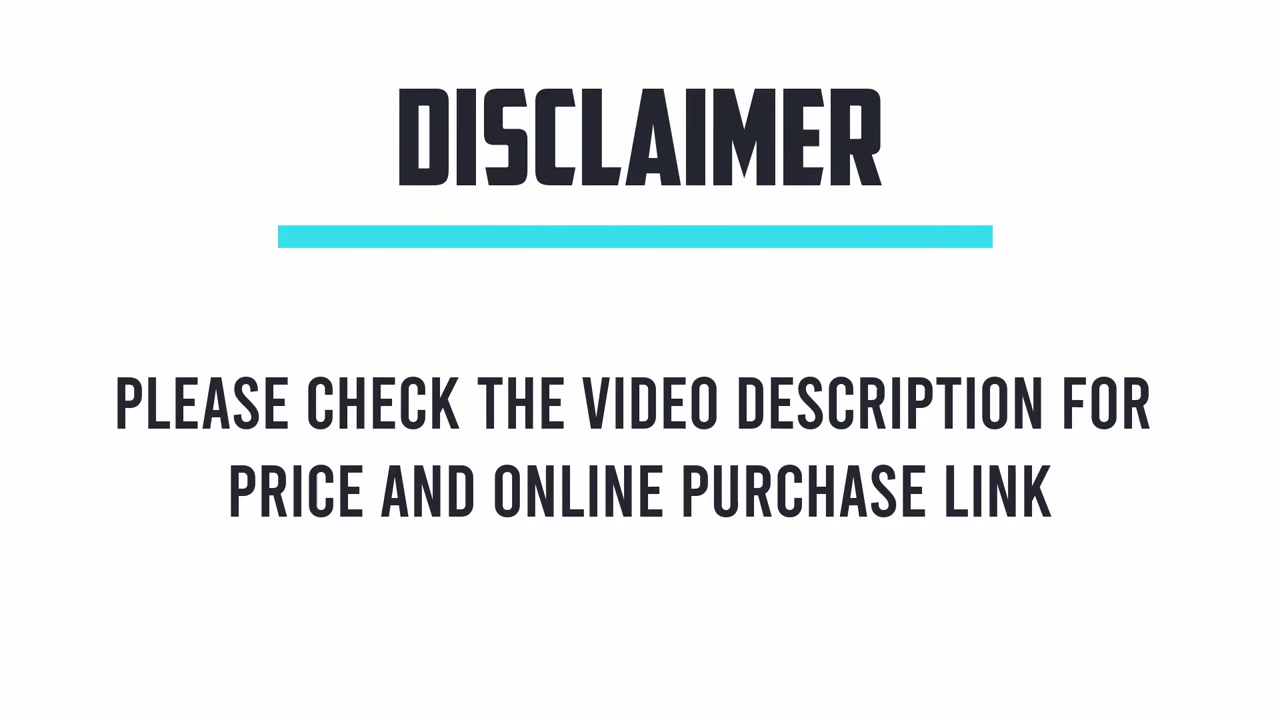 DISCLAIMER
PLEASE CHECK THE VIDEO DESCRIPTION FOR
PRICE AND ONLINE PURCHASE LINK